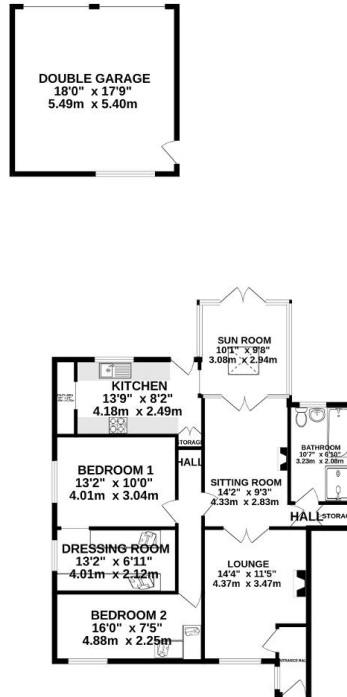 DOUBLE GARAGE
18'0" x 17'9"
5.49m x 5.40m
SUN ROOM
10'1" x 9'8"
3.08m x 2.94m
KITCHEN
13'9" x 8'2"
4.18m x 2.49m
STORAGE
HALL
BATHROOM
10'7" x 6'10"
3.23m x 2.08m
BEDROOM 1
13'2" x 10'0"
4.01m x 3.04m
SITTING ROOM
14'2" x 9'3"
4.33m x 2.83m
HALL
STORAGE
DRESSING ROOM
13'2" x 6'11"
4.01m x 2.12m
LOUNGE
14'4" x 11'5"
4.37m x 3.47m
BEDROOM 2
16'0" x 7'5"
4.88m x 2.25m
ENTRANCE HALL